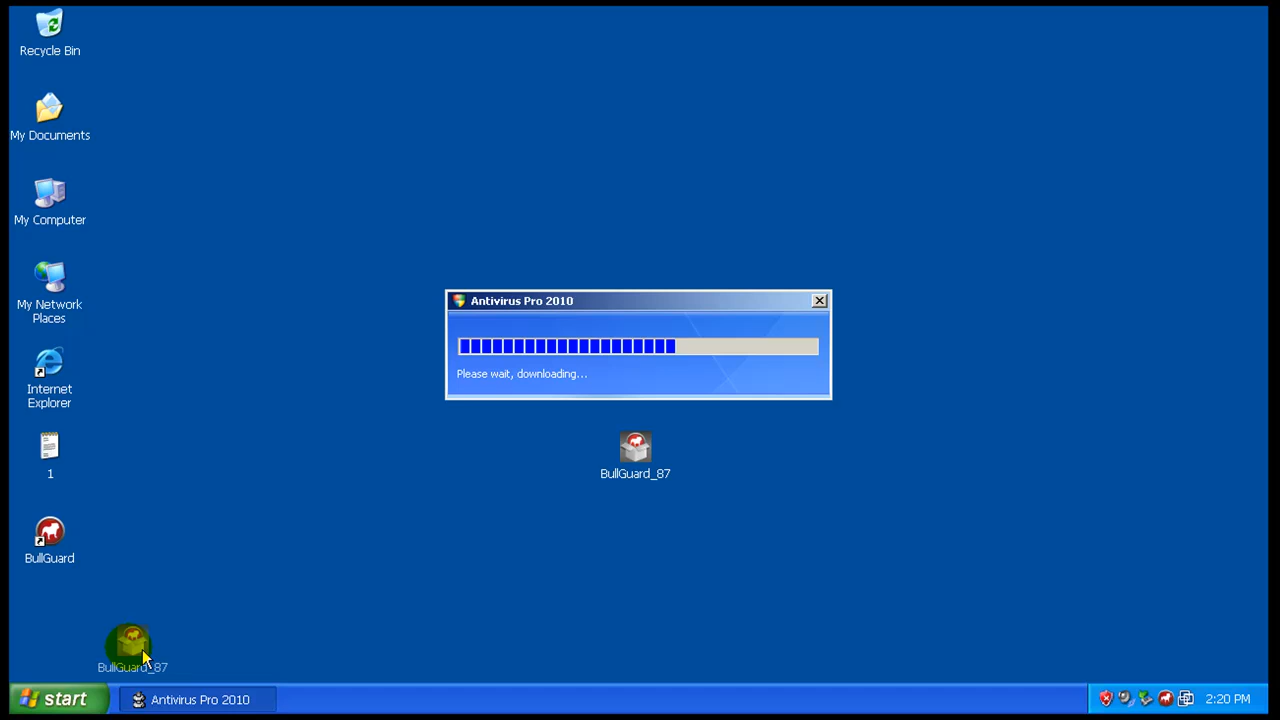 Recycle Bin
My Documents
My Computer
My Network
Places
Internet
Explorer
1
BullGuard
BullGuard_87
Antivirus Pro 2010
Please wait, downloading...
BullGuard_87
start
Antivirus Pro 2010
2:20 PM